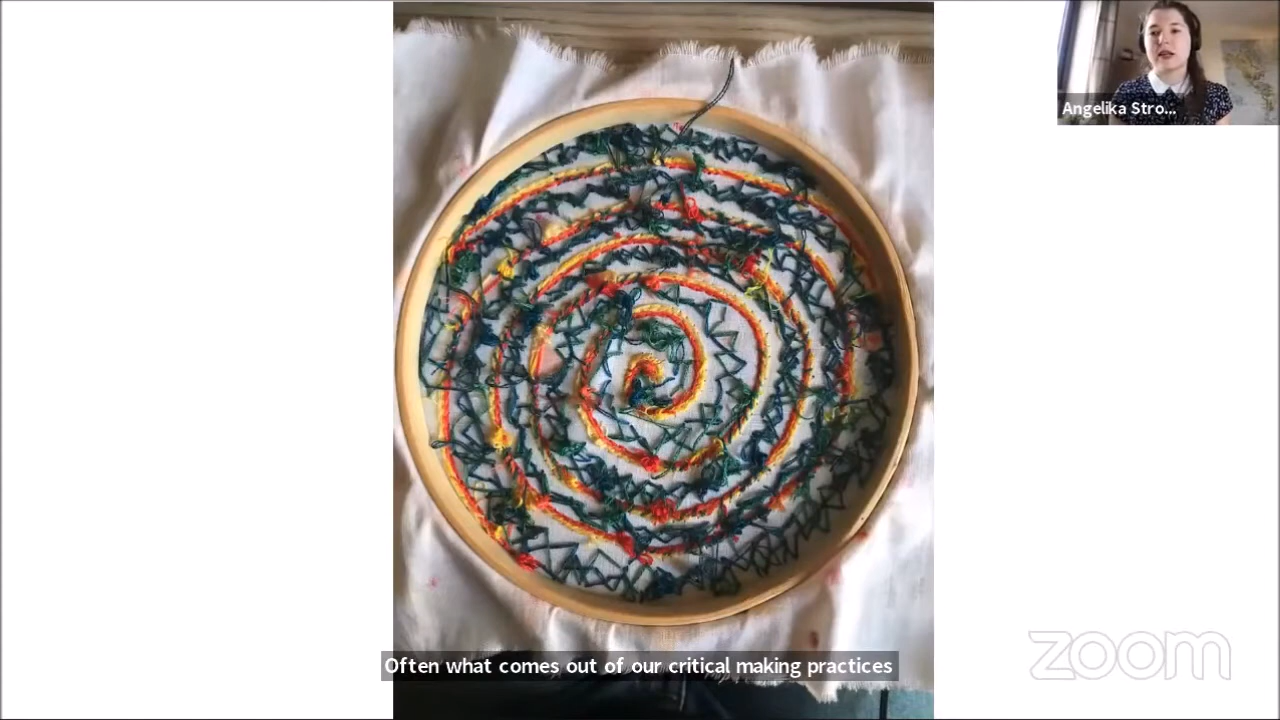 Angelika Stro...
Often what comes out of our critical making practices
zoom